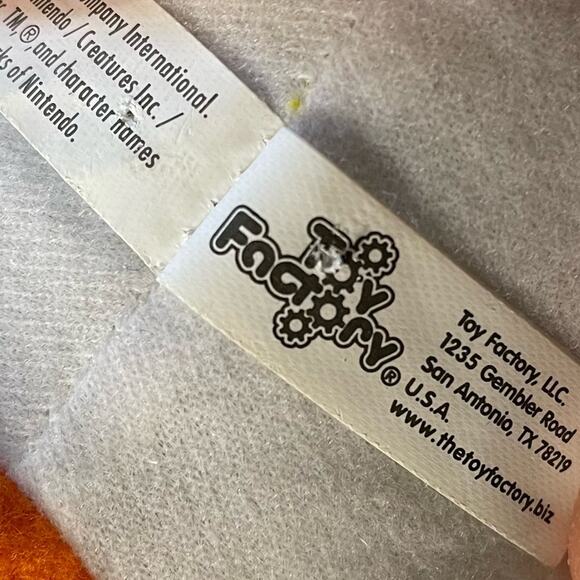 ompany International.
Nintendo / Creatures Inc. /
, TM, ®, and character names
ks of Nintendo.
Toy
Factory®
Toy Factory, LLC.
1235 Gembler Road
San Antonio, TX 78219
U.S.A.
www.thetoyfactory.biz